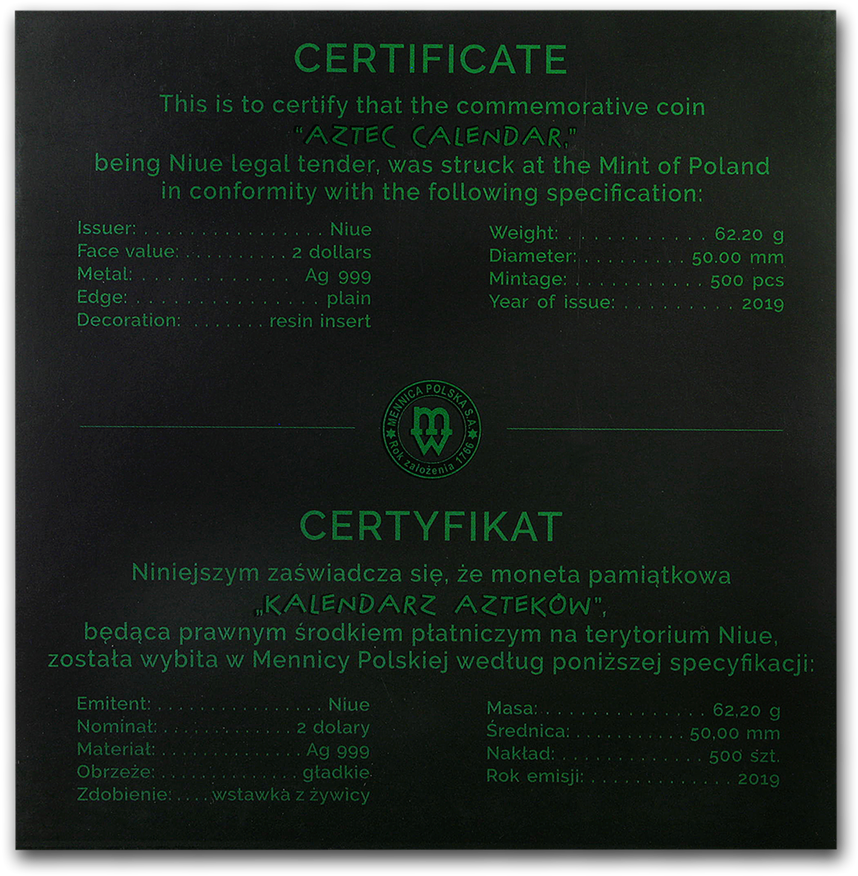 CERTIFICATE
This is to certify that the commemorative coin
"AZTEC CALENDAR,"
being Niue legal tender, was struck at the Mint of Poland
in conformity with the following specification:
Issuer: . . . . . . . . . . . . . . . . Niue
Face value: . . . . . . . . . . 2 dollars
Metal: . . . . . . . . . . . . . Ag 999
Edge: . . . . . . . . . . . . . . . . plain
Decoration: . . . . . . . resin insert
Weight: . . . . . . . . . . . 62.20 g
Diameter: . . . . . . . . . 50.00 mm
Mintage: . . . . . . . . . . . 500 pcs
Year of issue: . . . . . . . . . 2019
MENNICA POLSKA S.A.
mw
Rok założenia 1766
CERTYFIKAT
Niniejszym zaświadcza się, że moneta pamiątkowa
„KALENDARZ AZTEKÓW”,
będąca prawnym środkiem płatniczym na terytorium Niue,
została wybita w Mennicy Polskiej według poniższej specyfikacji:
Emitent: . . . . . . . . . . . . . . . Niue
Nominał: . . . . . . . . . . . . 2 dolary
Materiał: . . . . . . . . . . . . Ag 999
Obrzeże: . . . . . . . . . . . . gładkie
Zdobienie: . . . . wstawka z żywicy
Masa: . . . . . . . . . . . . . 62,20 g
Średnica: . . . . . . . . . . 50,00 mm
Nakład: . . . . . . . . . . . . 500 szt.
Rok emisji: . . . . . . . . . . . . 2019